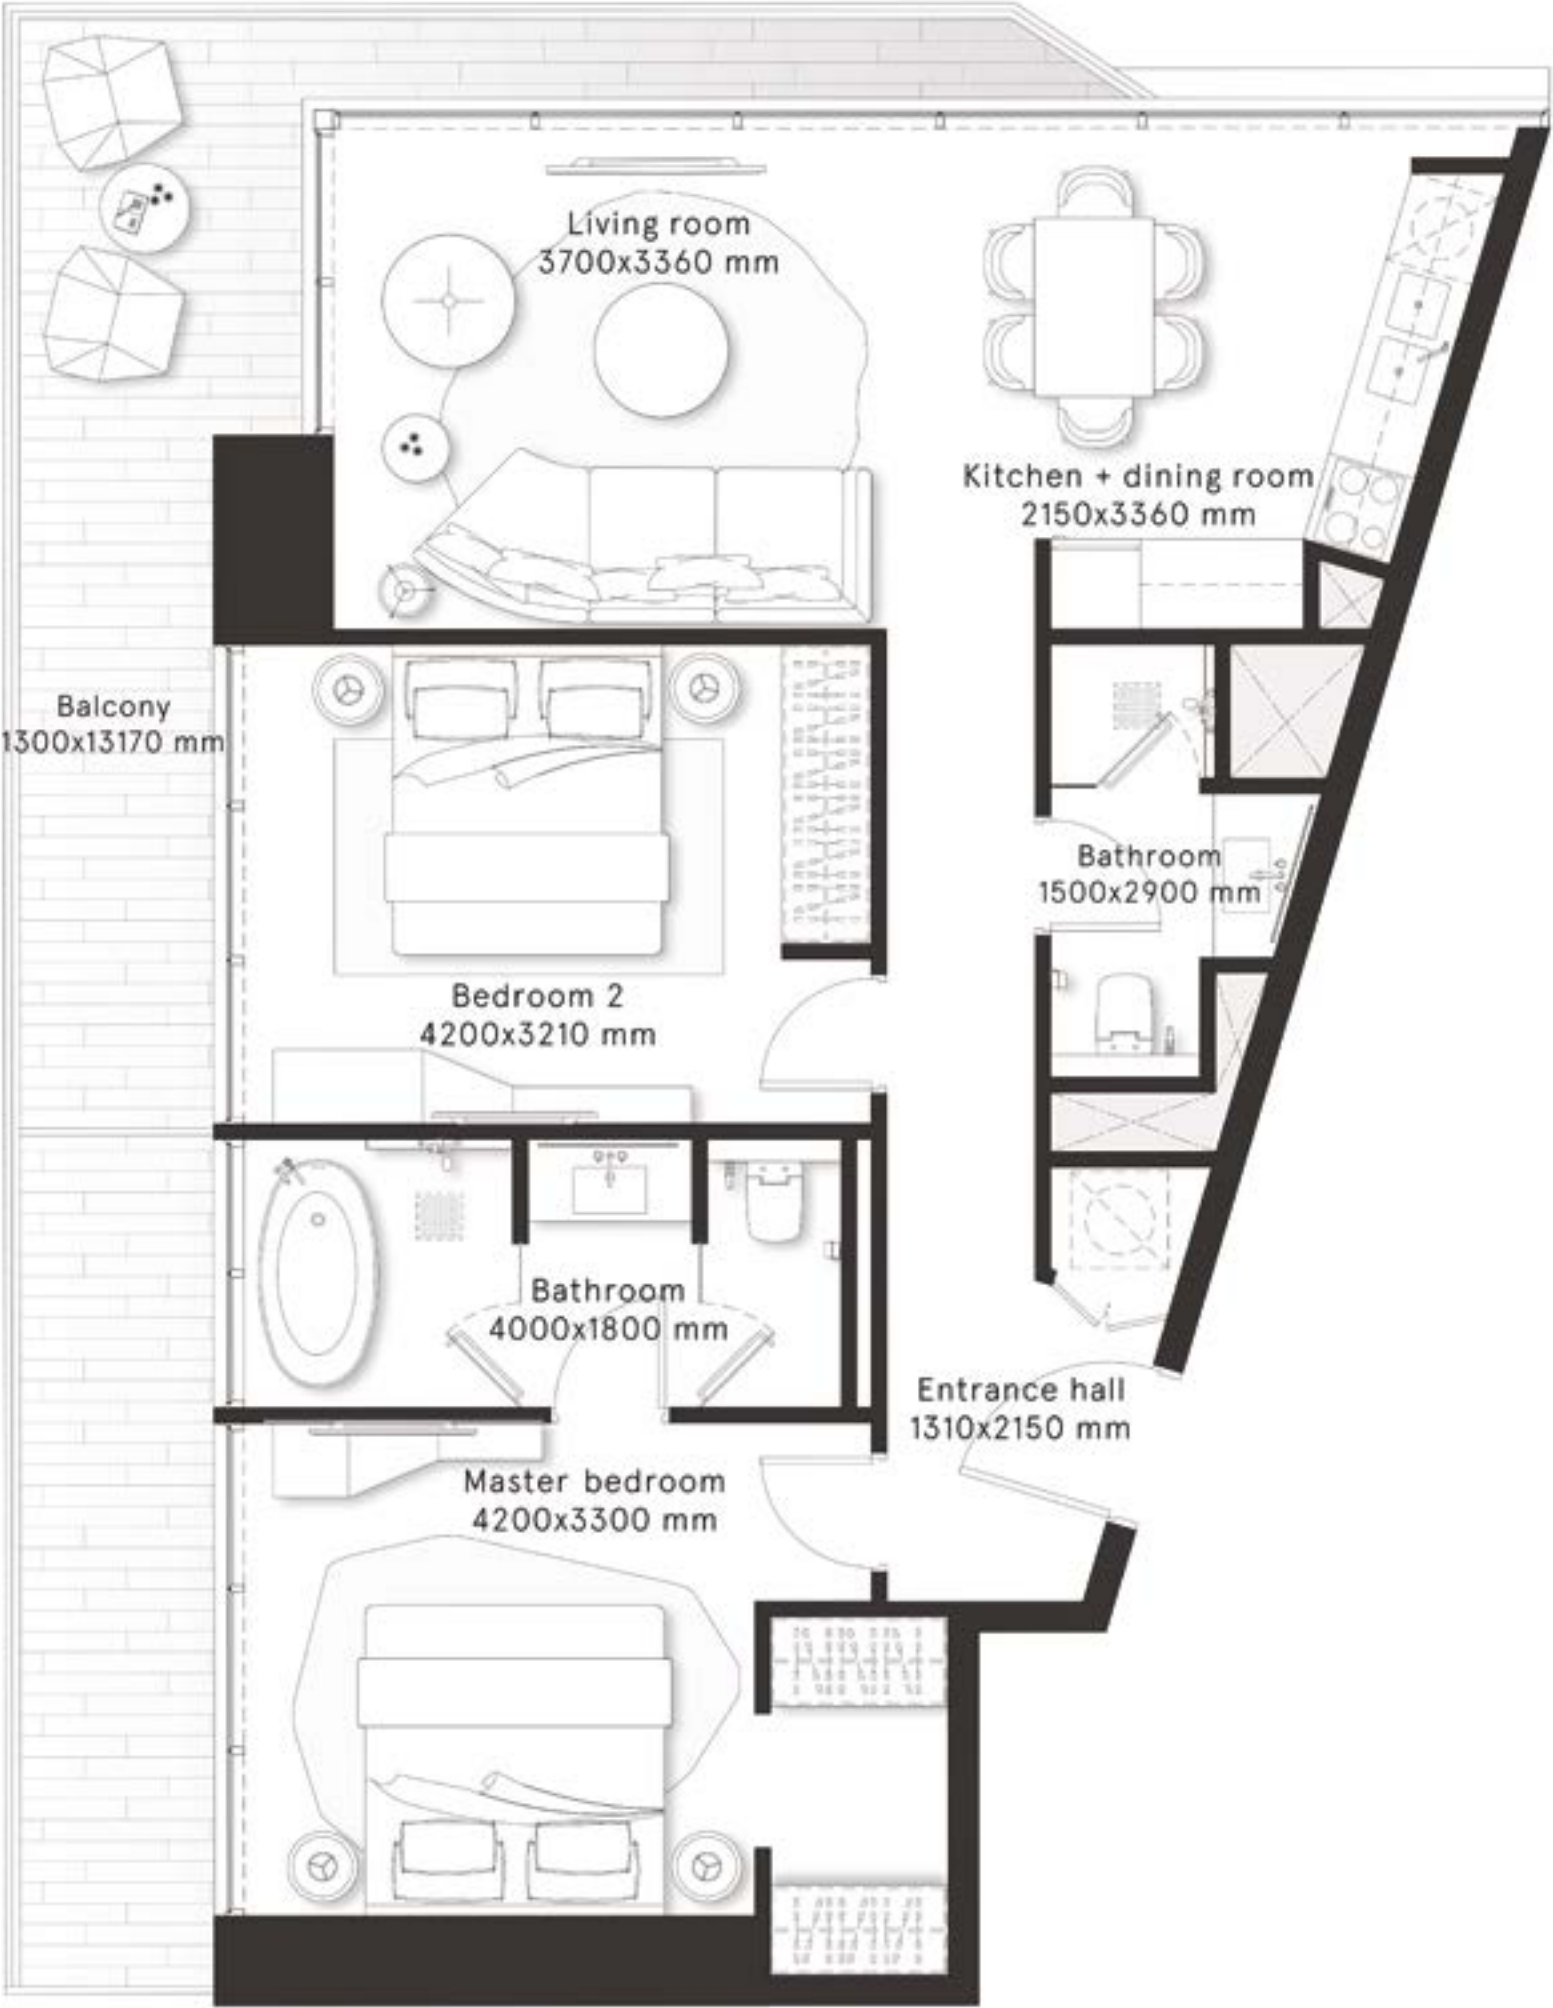 Living room
3700x3360 mm
Kitchen + dining room
2150x3360 mm
Balcony
1300x13170 mm
Bathroom
1500x2900 mm
Bedroom 2
4200x3210 mm
Bathroom
4000x1800 mm
Entrance hall
1310x2150 mm
Master bedroom
4200x3300 mm